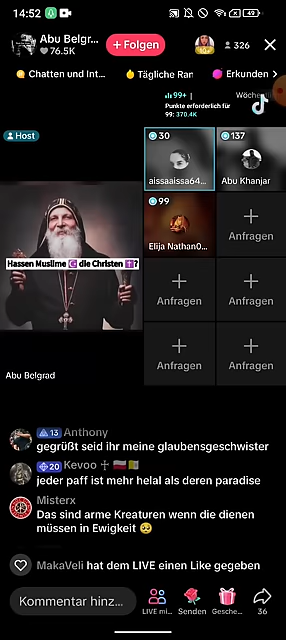 14:52
49
Abu Belgr...
76.5K
+ Folgen
326
Chatten und Int...
Tägliche Ran
Erkunden
99+ |
Punkte erforderlich für
99: 370.4K
Host
30
aissaaissa64...
137
Abu Khanjar
99
Elija Nathan0...
Anfragen
Anfragen
Anfragen
Anfragen
Anfragen
Hassen Muslime ☪️ die Christen ✝️?
Abu Belgrad
13 Anthony
gegrüßt seid ihr meine glaubensgeschwister
20 Kevoo ☦ 🇵🇱 🇻🇦
jeder paff ist mehr helal als deren paradise
Misterx
Das sind arme Kreaturen wenn die dienen
müssen in Ewigkeit 🥺
MakaVeli hat dem LIVE einen Like gegeben
Kommentar hinz...
LIVE mi...
Senden
Gesche...
36